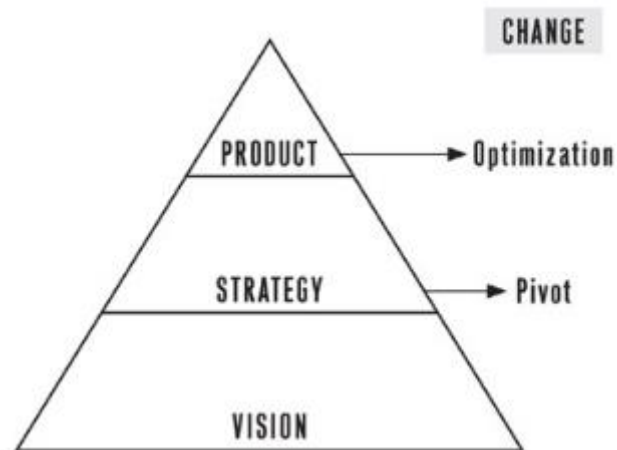 CHANGE
PRODUCT
Optimization
STRATEGY
Pivot
VISION